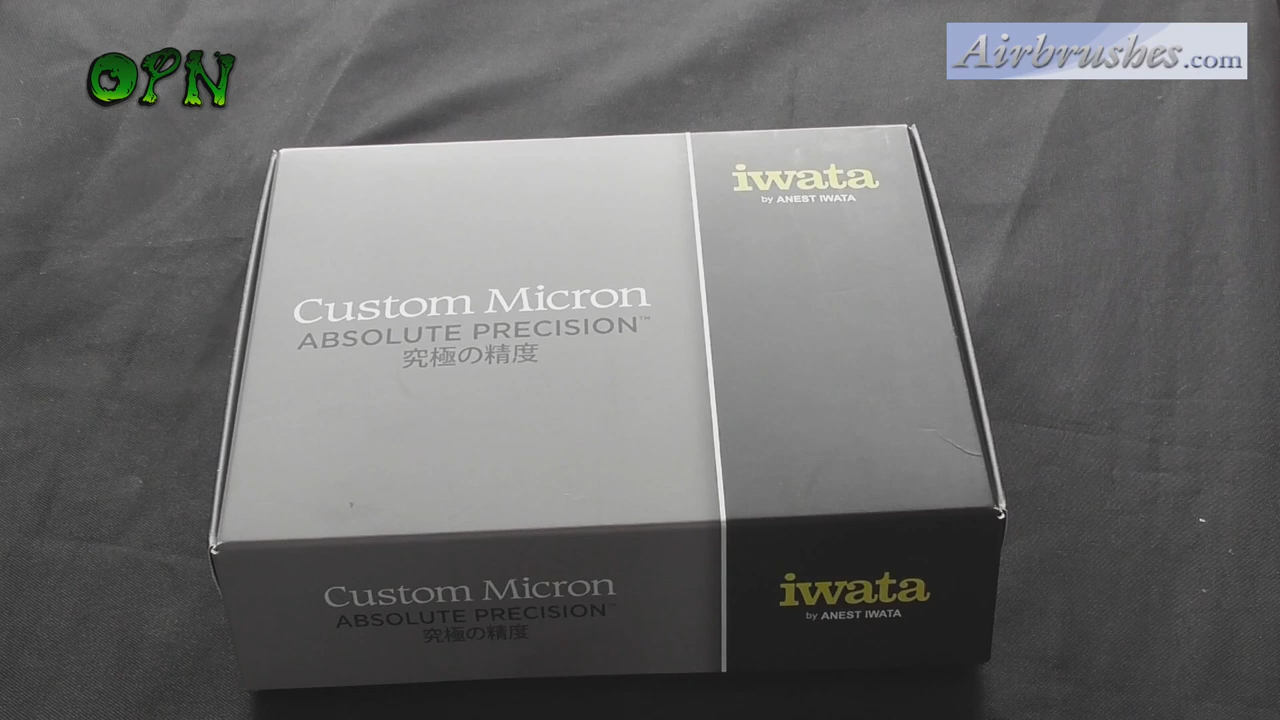 OPN
Airbrushes.com
iwata
by ANEST IWATA
Custom Micron
ABSOLUTE PRECISION™
究極の精度
Custom Micron
ABSOLUTE PRECISION™
究極の精度
iwata
by ANEST IWATA